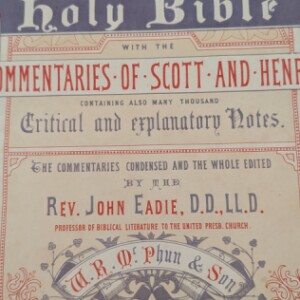 Holy Bible
WITH THE
COMMENTARIES·OF·SCOTT·AND·HENE
CONTAINING ALSO MANY THOUSAND
Critical and explanatory Notes.
THE COMMENTARIES CONDENSED AND THE WHOLE EDITED
BY THE
REV. JOHN EADIE, D.D., LL.D.
PROFESSOR OF BIBLICAL LITERATURE TO THE UNITED PRESB. CHURCH.
W. R. Mc. Phun & Son